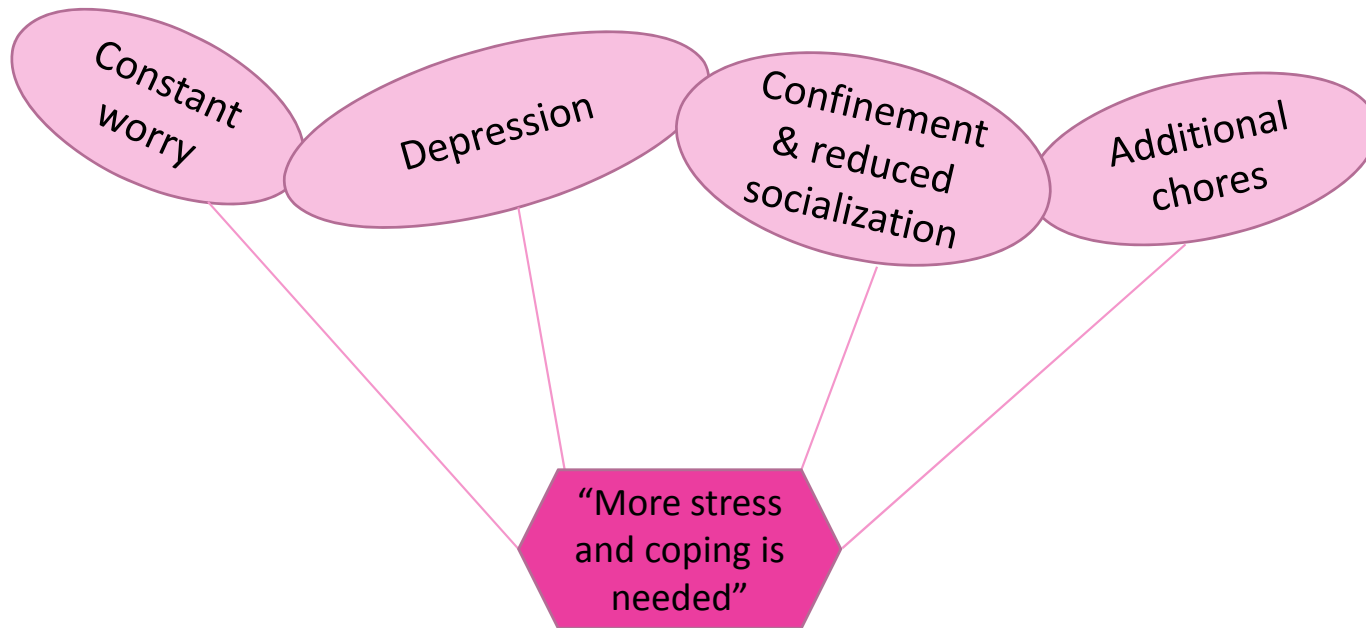 Constant
worry
Depression
Confinement
& reduced
socialization
Additional
chores
“More stress
and coping is
needed”